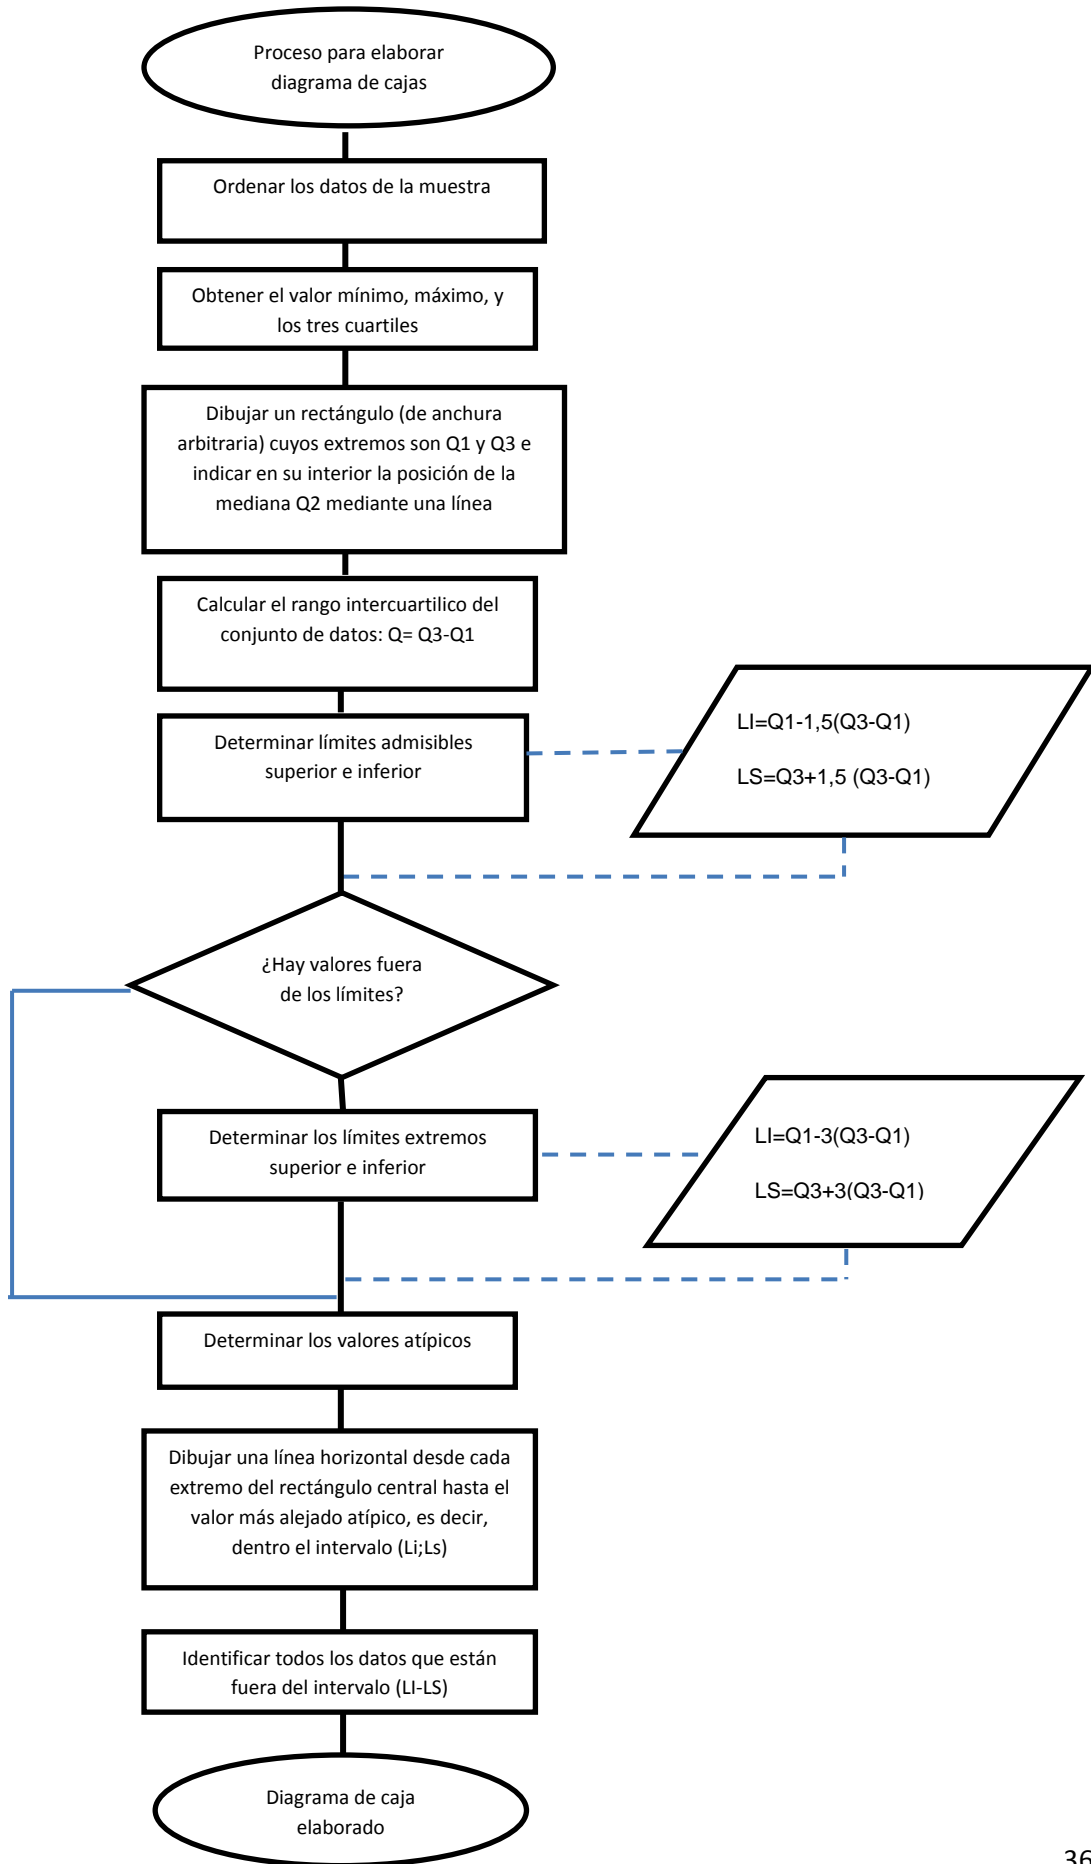 Proceso para elaborar
diagrama de cajas
Ordenar los datos de la muestra
Obtener el valor mínimo, máximo, y
los tres cuartiles
Dibujar un rectángulo (de anchura
arbitraria) cuyos extremos son Q1 y Q3 e
indicar en su interior la posición de la
mediana Q2 mediante una línea
Calcular el rango intercuartilico del
conjunto de datos: Q= Q3-Q1
Determinar límites admisibles
superior e inferior
LI=Q1-1,5(Q3-Q1)
LS=Q3+1,5 (Q3-Q1)
¿Hay valores fuera
de los límites?
Determinar los límites extremos
superior e inferior
LI=Q1-3(Q3-Q1)
LS=Q3+3(Q3-Q1)
Determinar los valores atípicos
Dibujar una línea horizontal desde cada
extremo del rectángulo central hasta el
valor más alejado atípico, es decir,
dentro el intervalo (Li;Ls)
Identificar todos los datos que están
fuera del intervalo (LI-LS)
Diagrama de caja
elaborado
36